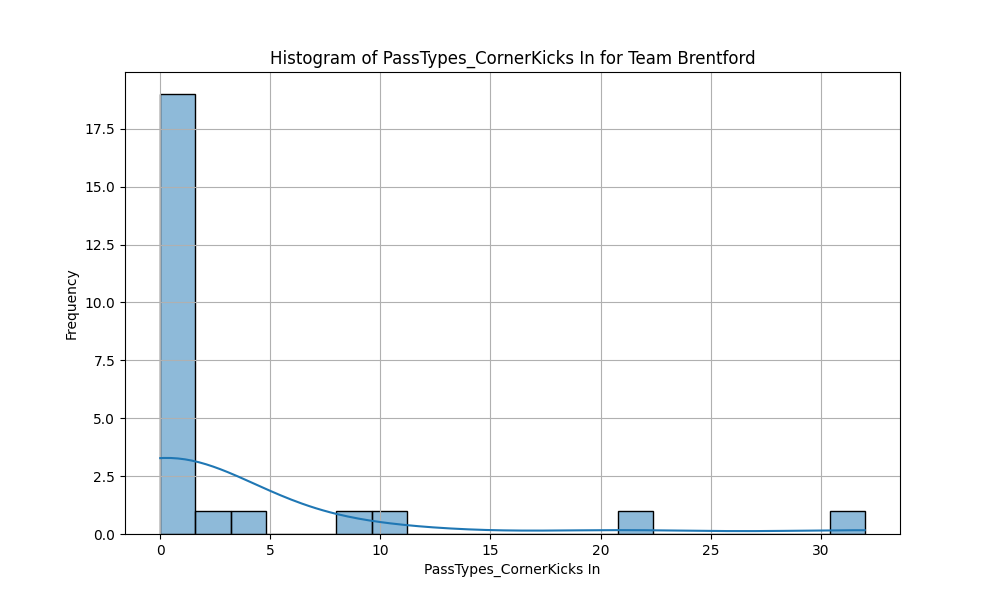 Histogram of PassTypes_CornerKicks In for Team Brentford
17.5
15.0
12.5
10.0
7.5
5.0
2.5
0.0
Frequency
0 5 10 15 20 25 30
PassTypes_CornerKicks In